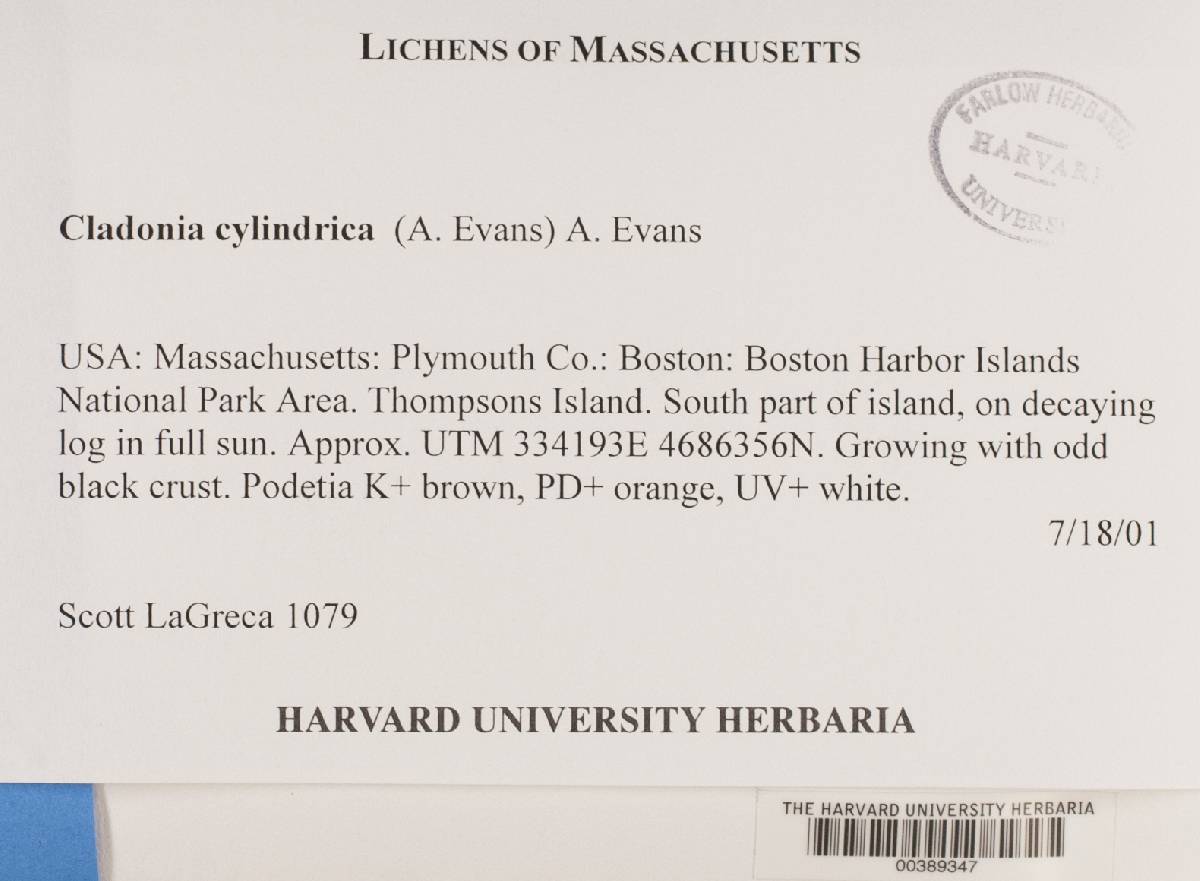 LICHENS OF MASSACHUSETTS
FARLOW HERBARIU
HARVAR
UNIVERSI
Cladonia cylindrica (A. Evans) A. Evans
USA: Massachusetts: Plymouth Co.: Boston: Boston Harbor Islands
National Park Area. Thompsons Island. South part of island, on decaying
log in full sun. Approx. UTM 334193E 4686356N. Growing with odd
black crust. Podetia K+ brown, PD+ orange, UV+ white.
7/18/01
Scott LaGreca 1079
HARVARD UNIVERSITY HERBARIA
THE HARVARD UNIVERSITY HERBARIA
00389347